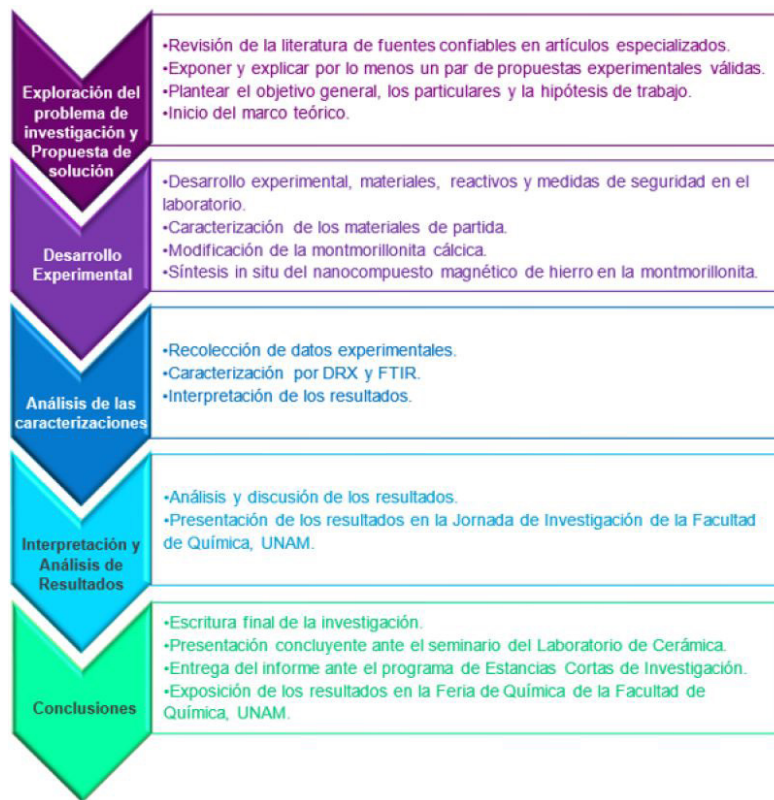 Exploración del
problema de
investigación y
Propuesta de
solución
•Revisión de la literatura de fuentes confiables en artículos especializados.
•Exponer y explicar por lo menos un par de propuestas experimentales válidas.
•Plantear el objetivo general, los particulares y la hipótesis de trabajo.
•Inicio del marco teórico.
Desarrollo
Experimental
•Desarrollo experimental, materiales, reactivos y medidas de seguridad en el
laboratorio.
•Caracterización de los materiales de partida.
•Modificación de la montmorillonita cálcica.
•Síntesis in situ del nanocompuesto magnético de hierro en la montmorillonita.
Análisis de las
caracterizaciones
•Recolección de datos experimentales.
•Caracterización por DRX y FTIR.
•Interpretación de los resultados.
Interpretación y
Análisis de
Resultados
•Análisis y discusión de los resultados.
•Presentación de los resultados en la Jornada de Investigación de la Facultad
de Química, UNAM.
Conclusiones
•Escritura final de la investigación.
•Presentación concluyente ante el seminario del Laboratorio de Cerámica.
•Entrega del informe ante el programa de Estancias Cortas de Investigación.
•Exposición de los resultados en la Feria de Química de la Facultad de
Química, UNAM.